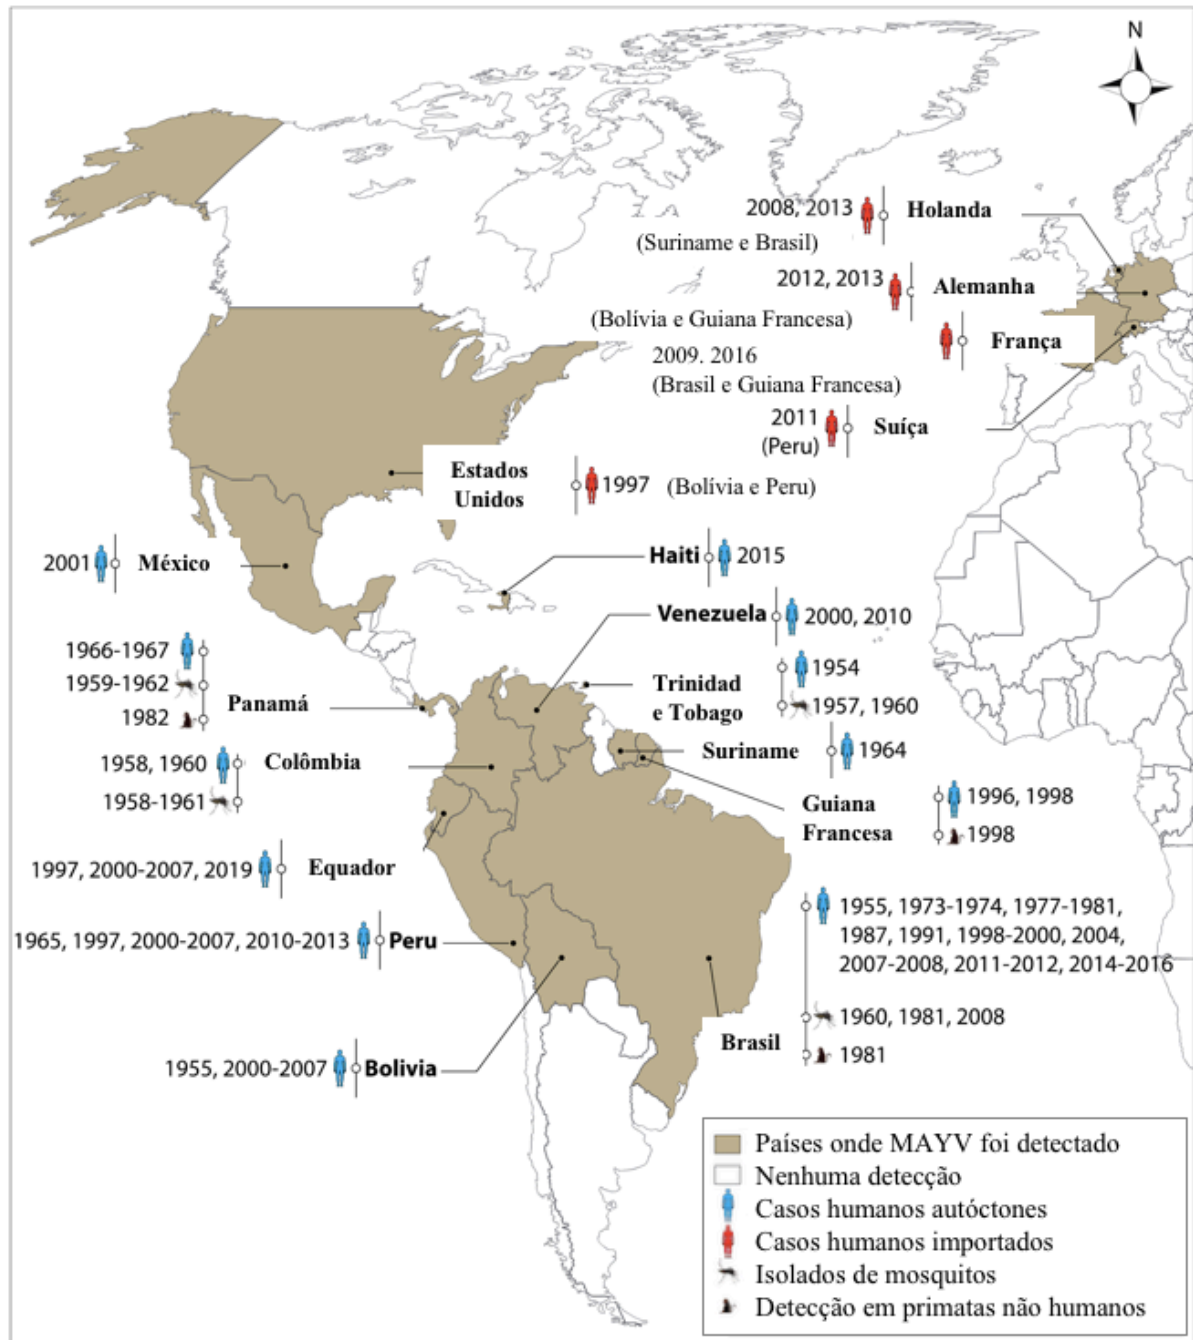 N
2008, 2013
Holanda
(Suriname e Brasil)
2012, 2013
Alemanha
(Bolívia e Guiana Francesa)
França
2009. 2016
(Brasil e Guiana Francesa)
2011
(Peru)
Suíça
Estados
Unidos
1997
(Bolívia e Peru)
2001
México
Haiti
2015
Venezuela
2000, 2010
1966-1967
1959-1962
1982
Panamá
Trinidad
e Tobago
1954
1957, 1960
Suriname
1964
1958, 1960
1958-1961
Colômbia
Guiana
Francesa
1996, 1998
1998
1997, 2000-2007, 2019
Equador
1965, 1997, 2000-2007, 2010-2013
Peru
1955, 1973-1974, 1977-1981,
1987, 1991, 1998-2000, 2004,
2007-2008, 2011-2012, 2014-2016
1960, 1981, 2008
1981
Brasil
1955, 2000-2007
Bolivia
Países onde MAYV foi detectado
Nenhuma detecção
Casos humanos autóctones
Casos humanos importados
Isolados de mosquitos
Detecção em primatas não humanos